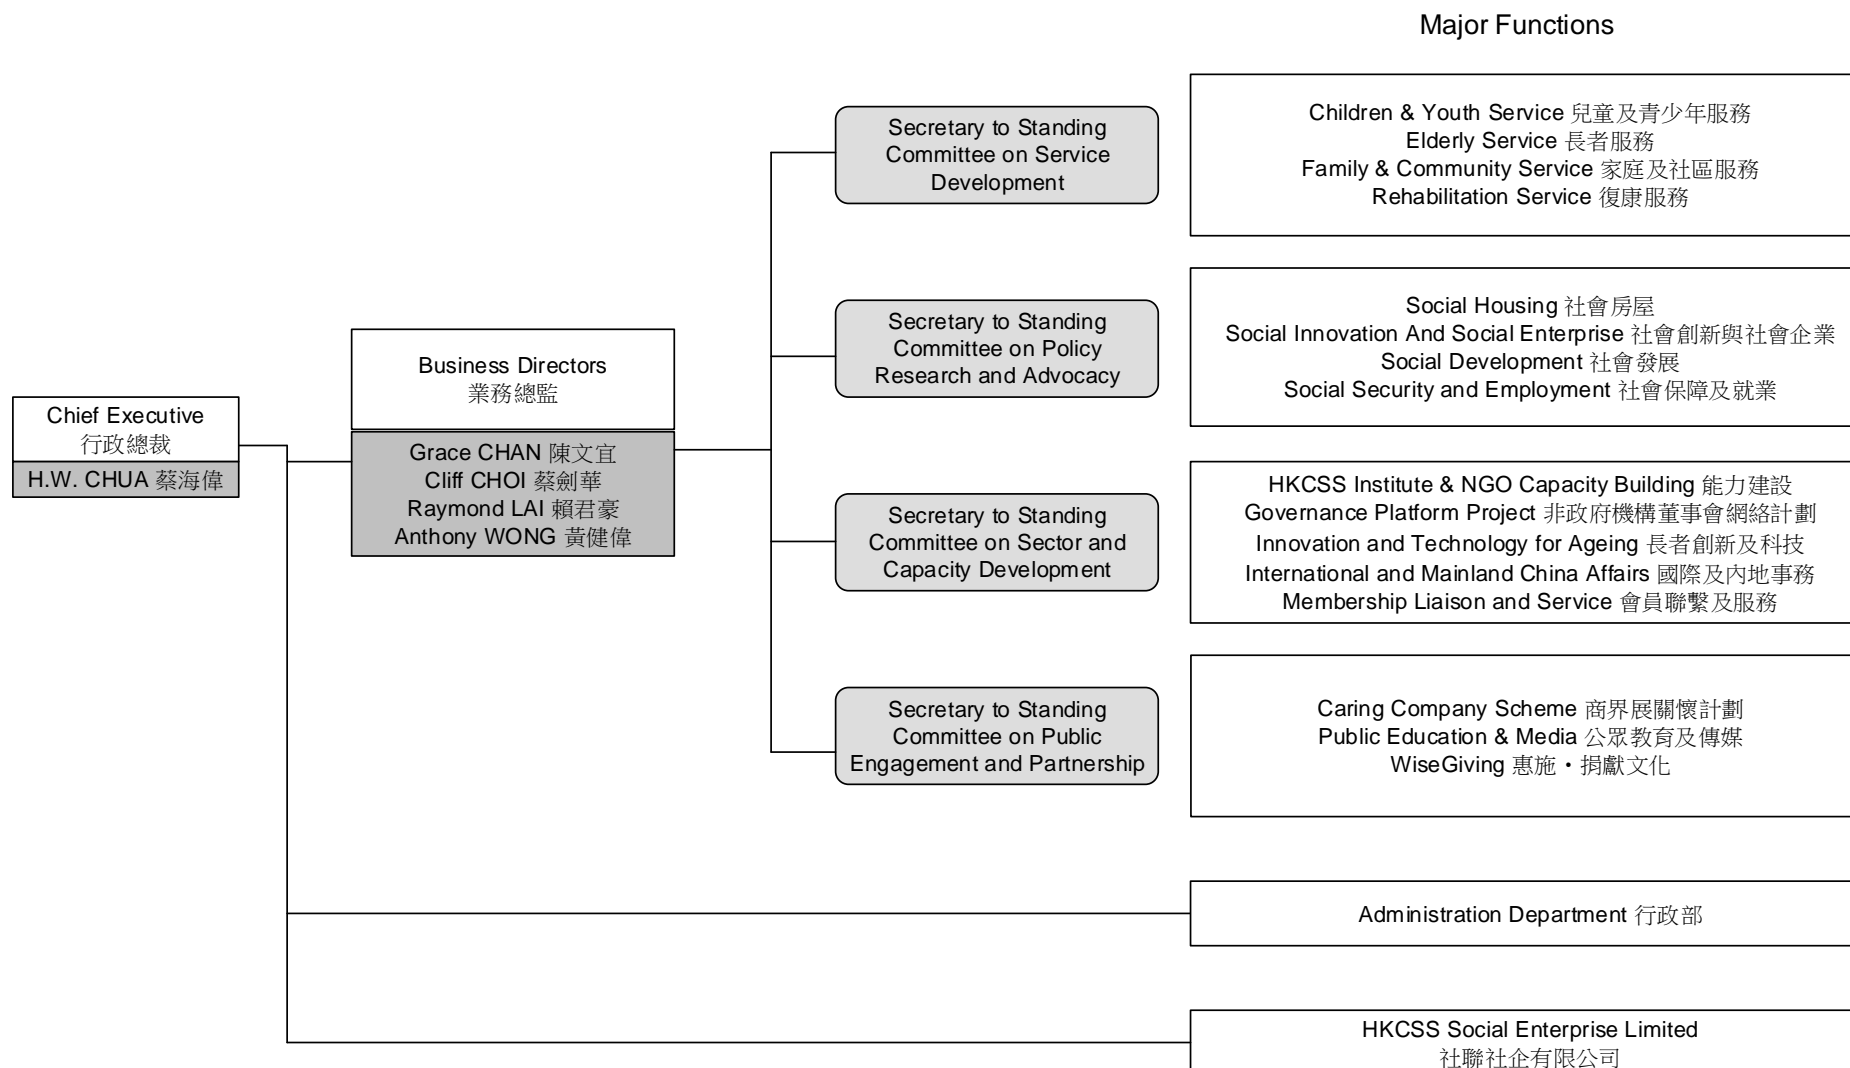 Major Functions
Chief Executive
行政總裁
H.W. CHUA 蔡海偉
Business Directors
業務總監
Grace CHAN 陳文宜
Cliff CHOI 蔡劍華
Raymond LAI 賴君豪
Anthony WONG 黃健偉
Secretary to Standing
Committee on Service
Development
Children & Youth Service 兒童及青少年服務
Elderly Service 長者服務
Family & Community Service 家庭及社區服務
Rehabilitation Service 復康服務
Secretary to Standing
Committee on Policy
Research and Advocacy
Social Housing 社會房屋
Social Innovation And Social Enterprise 社會創新與社會企業
Social Development 社會發展
Social Security and Employment 社會保障及就業
Secretary to Standing
Committee on Sector and
Capacity Development
HKCSS Institute & NGO Capacity Building 能力建設
Governance Platform Project 非政府機構董事會網絡計劃
Innovation and Technology for Ageing 長者創新及科技
International and Mainland China Affairs 國際及內地事務
Membership Liaison and Service 會員聯繫及服務
Secretary to Standing
Committee on Public
Engagement and Partnership
Caring Company Scheme 商界展關懷計劃
Public Education & Media 公眾教育及傳媒
WiseGiving 惠施・捐獻文化
Administration Department 行政部
HKCSS Social Enterprise Limited
社聯社企有限公司